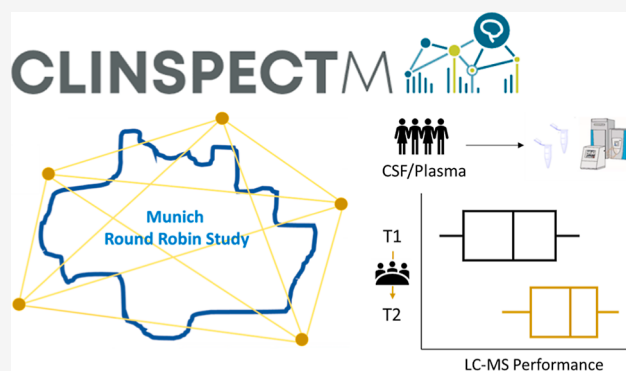 CLINSPECTM
CSF/Plasma
Munich
Round Robin Study
T1
T2
LC-MS Performance